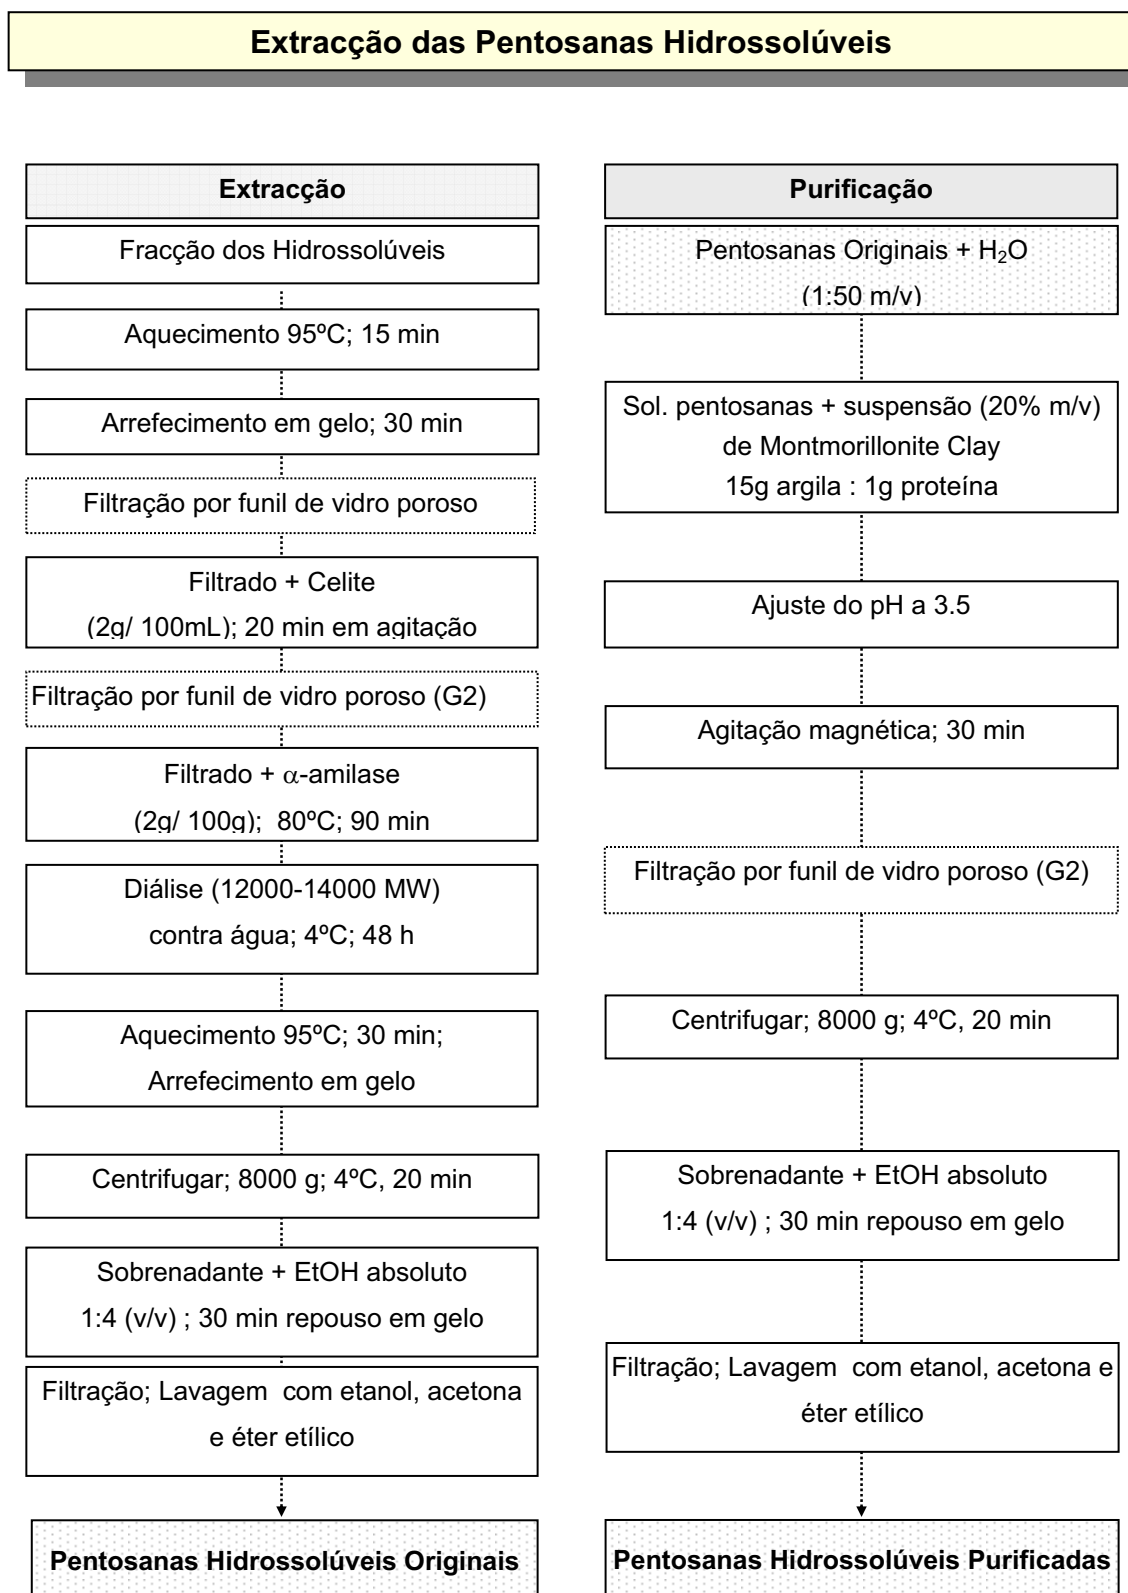 Extracção das Pentosanas Hidrossolúveis
Extracção
Fracção dos Hidrossolúveis
Aquecimento 95ºC; 15 min
Arrefecimento em gelo; 30 min
Filtração por funil de vidro poroso
Filtrado + Celite
(2g/ 100mL); 20 min em agitação
Filtração por funil de vidro poroso (G2)
Filtrado + α-amilase
(2g/ 100g);  80ºC; 90 min
Diálise (12000-14000 MW)
contra água; 4ºC; 48 h
Aquecimento 95ºC; 30 min;
Arrefecimento em gelo
Centrifugar; 8000 g; 4ºC, 20 min
Sobrenadante + EtOH absoluto
1:4 (v/v) ; 30 min repouso em gelo
Filtração; Lavagem  com etanol, acetona
e éter etílico
Pentosanas Hidrossolúveis Originais
Purificação
Pentosanas Originais + H₂O
(1:50 m/v)
Sol. pentosanas + suspensão (20% m/v)
de Montmorillonite Clay
15g argila : 1g proteína
Ajuste do pH a 3.5
Agitação magnética; 30 min
Filtração por funil de vidro poroso (G2)
Centrifugar; 8000 g; 4ºC, 20 min
Sobrenadante + EtOH absoluto
1:4 (v/v) ; 30 min repouso em gelo
Filtração; Lavagem  com etanol, acetona e
éter etílico
Pentosanas Hidrossolúveis Purificadas